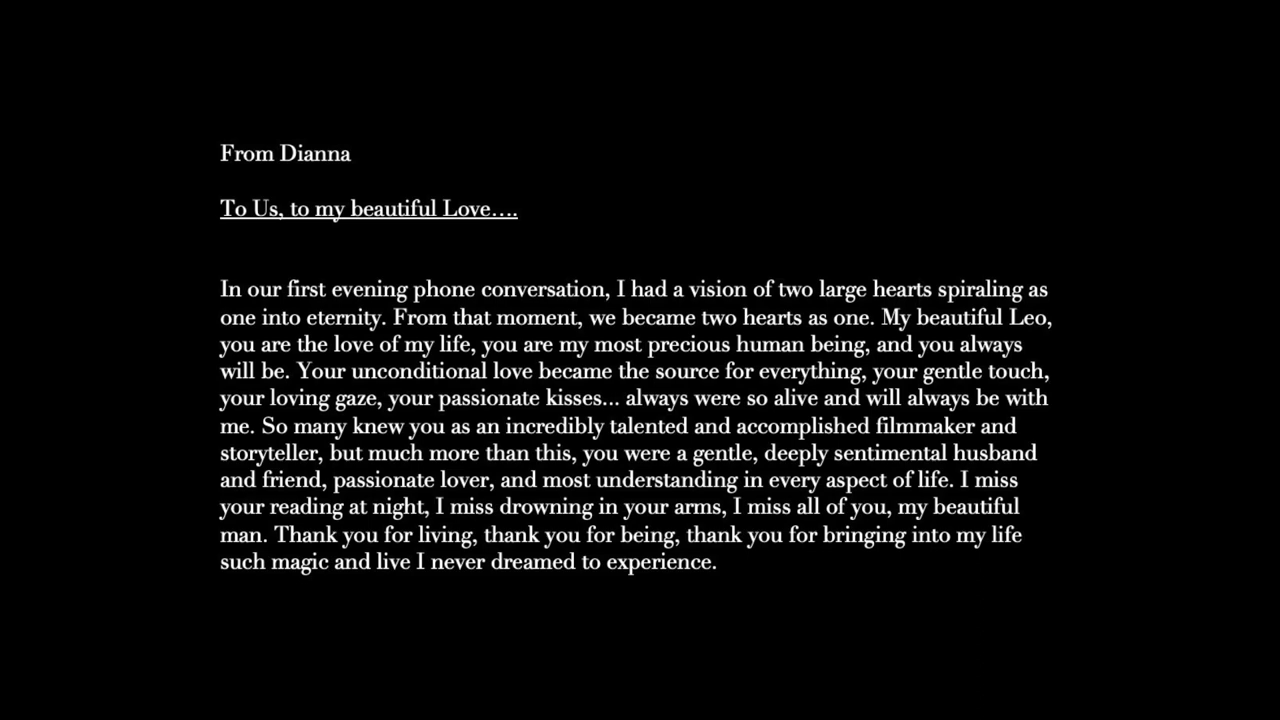 From Dianna
To Us, to my beautiful Love….
In our first evening phone conversation, I had a vision of two large hearts spiraling as
one into eternity. From that moment, we became two hearts as one. My beautiful Leo,
you are the love of my life, you are my most precious human being, and you always
will be. Your unconditional love became the source for everything, your gentle touch,
your loving gaze, your passionate kisses... always were so alive and will always be with
me. So many knew you as an incredibly talented and accomplished filmmaker and
storyteller, but much more than this, you were a gentle, deeply sentimental husband
and friend, passionate lover, and most understanding in every aspect of life. I miss
your reading at night, I miss drowning in your arms, I miss all of you, my beautiful
man. Thank you for living, thank you for being, thank you for bringing into my life
such magic and live I never dreamed to experience.